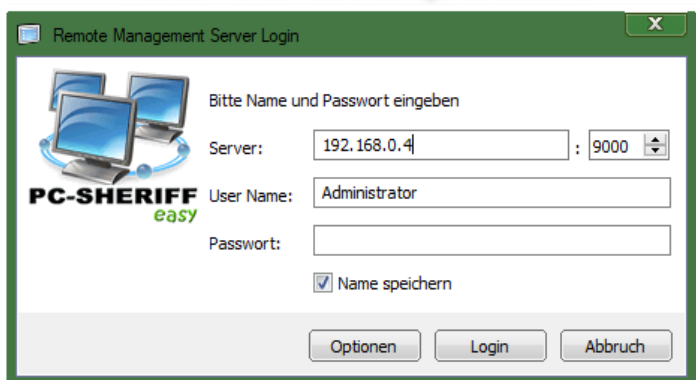 Remote Management Server Login
X
Bitte Name und Passwort eingeben
Server: 192.168.0.4 : 9000
PC-SHERIFF
easy
User Name: Administrator
Passwort:
Name speichern
Optionen Login Abbruch